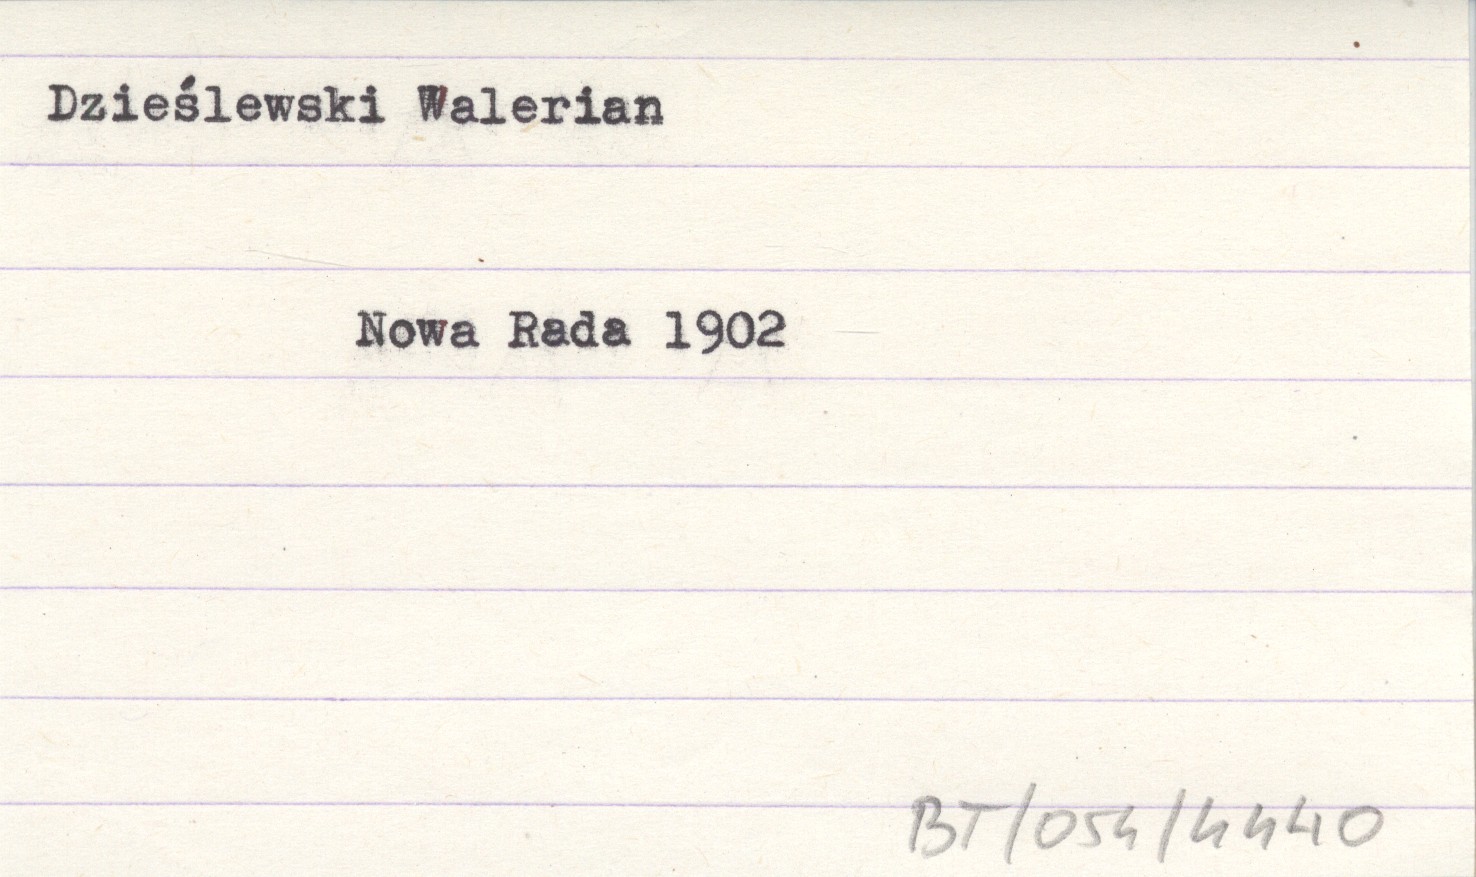 Dzieślewski Walerian
Nowa Rada 1902
BT/054/4440